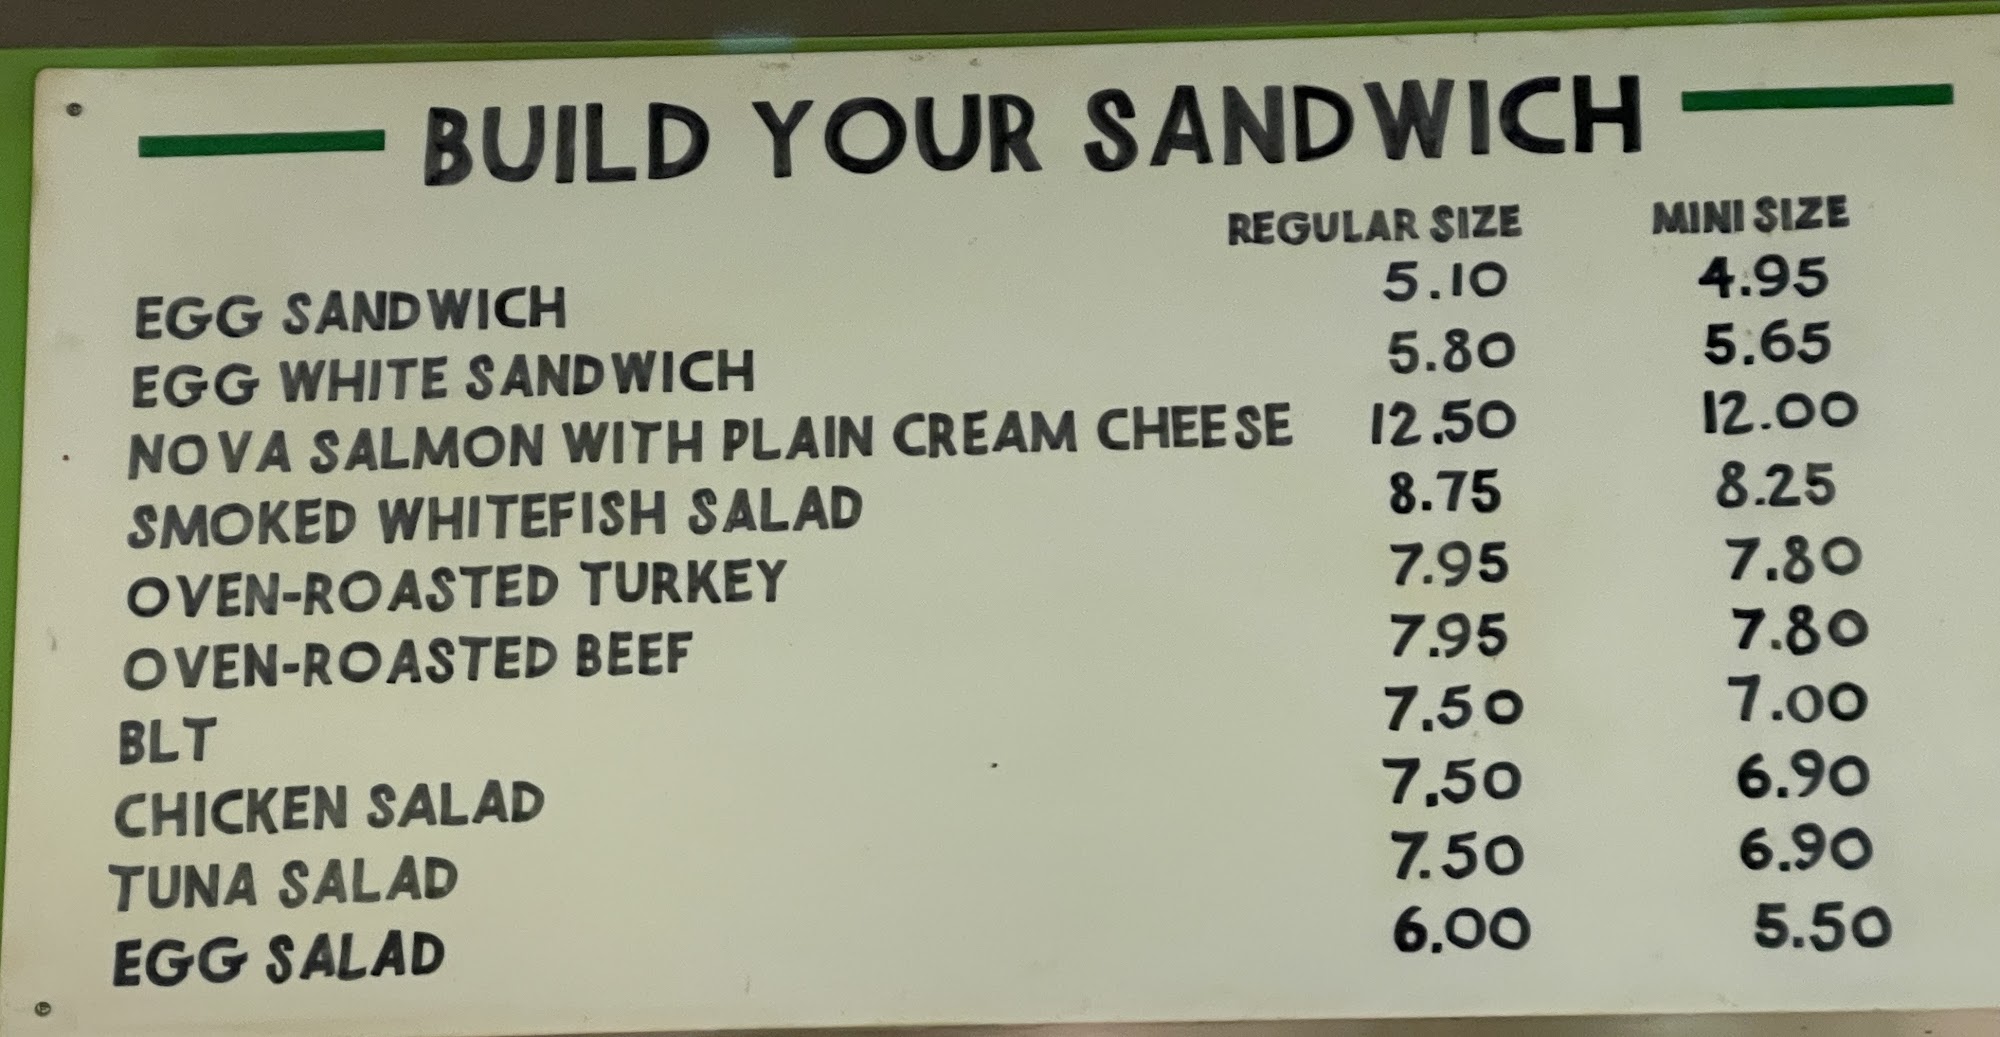 BUILD YOUR SANDWICH
REGULAR SIZE MINI SIZE
EGG SANDWICH 5.10 4.95
EGG WHITE SANDWICH 5.80 5.65
NOVA SALMON WITH PLAIN CREAM CHEESE 12.50 12.00
SMOKED WHITEFISH SALAD 8.75 8.25
OVEN-ROASTED TURKEY 7.95 7.80
OVEN-ROASTED BEEF 7.95 7.80
BLT 7.50 7.00
CHICKEN SALAD 7.50 6.90
TUNA SALAD 7.50 6.90
EGG SALAD 6.00 5.50